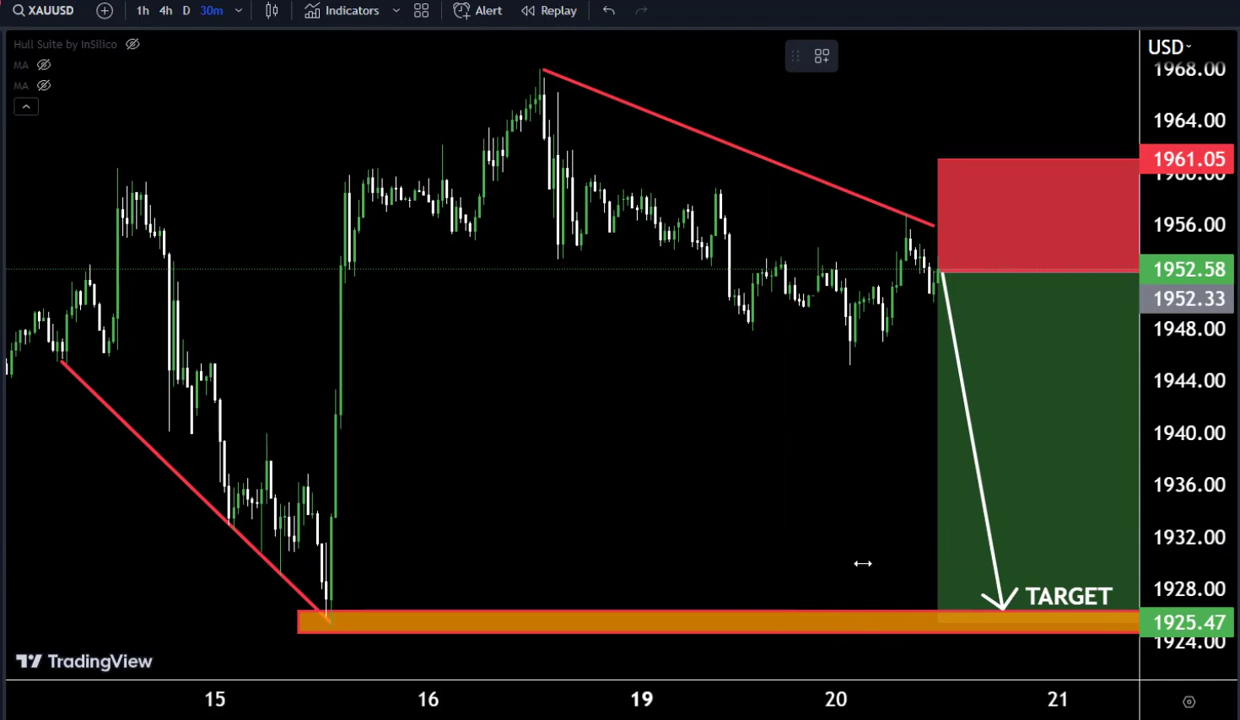 XAUUSD 1h 4h D 30m Indicators Alert Replay
Hull Suite by InSilico
MA
MA
USD
1968.00
1964.00
1961.05
1960.00
1956.00
1952.58
1952.33
1948.00
1944.00
1940.00
1936.00
1932.00
1928.00
TARGET
1925.47
1924.00
TradingView
15 16 19 20 21